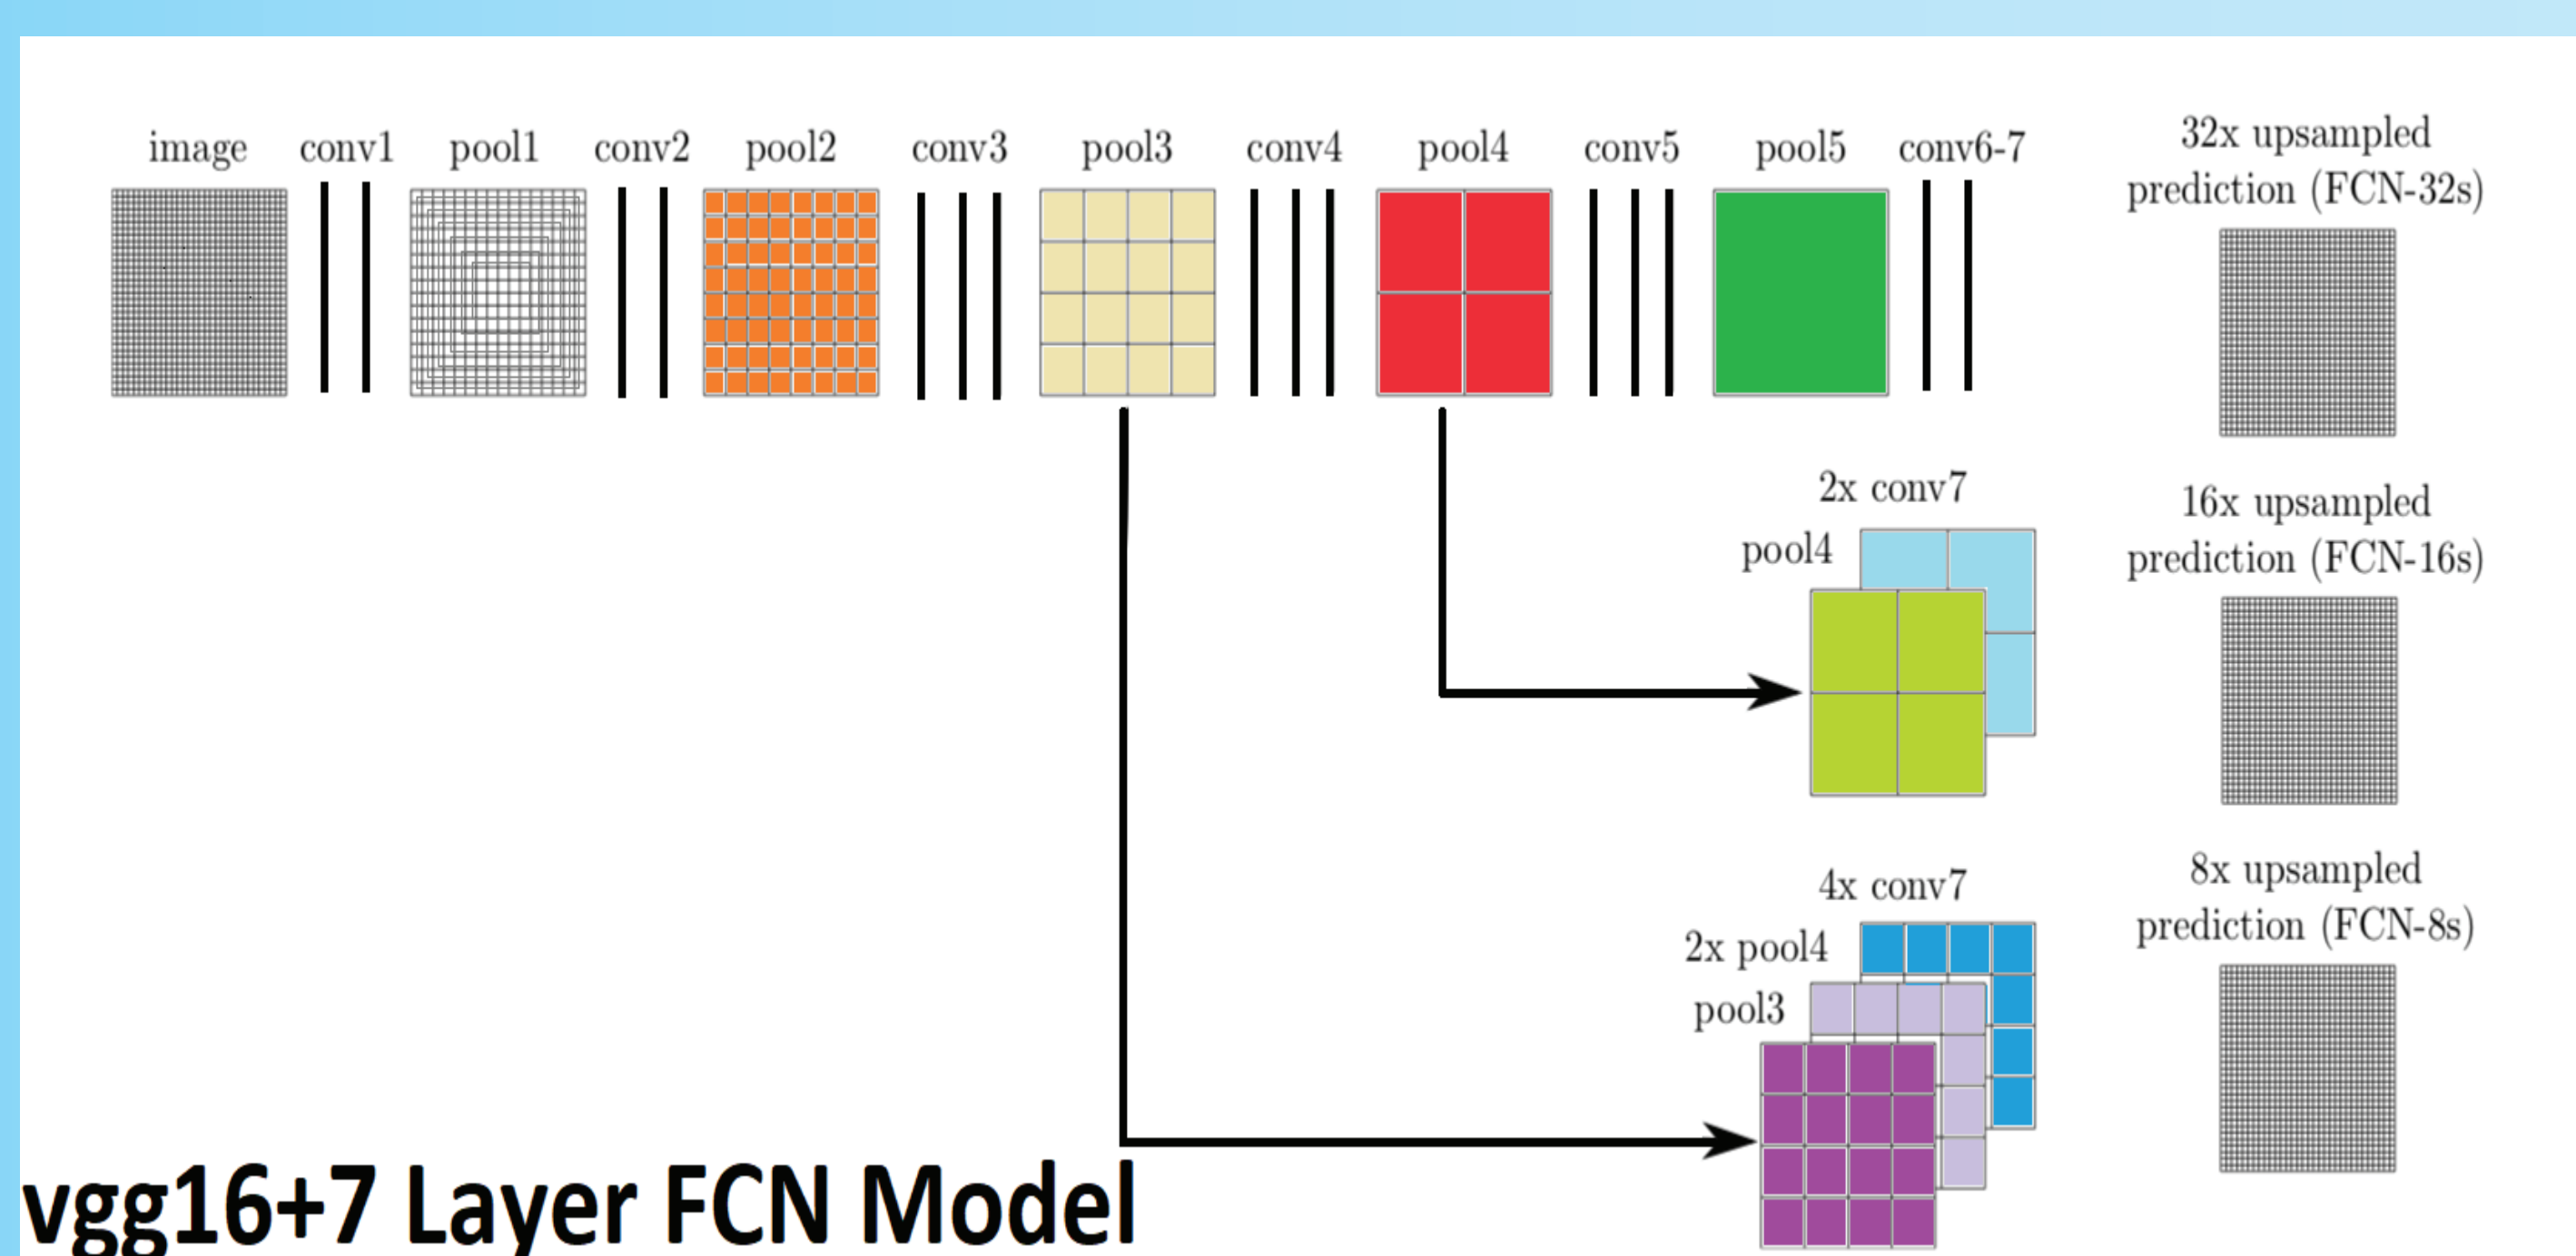 image
conv1
pool1
conv2
pool2
conv3
pool3
conv4
pool4
conv5
pool5
conv6-7
32x upsampled
prediction (FCN-32s)
2x conv7
pool4
16x upsampled
prediction (FCN-16s)
4x conv7
2x pool4
pool3
8x upsampled
prediction (FCN-8s)
vgg16+7 Layer FCN Model